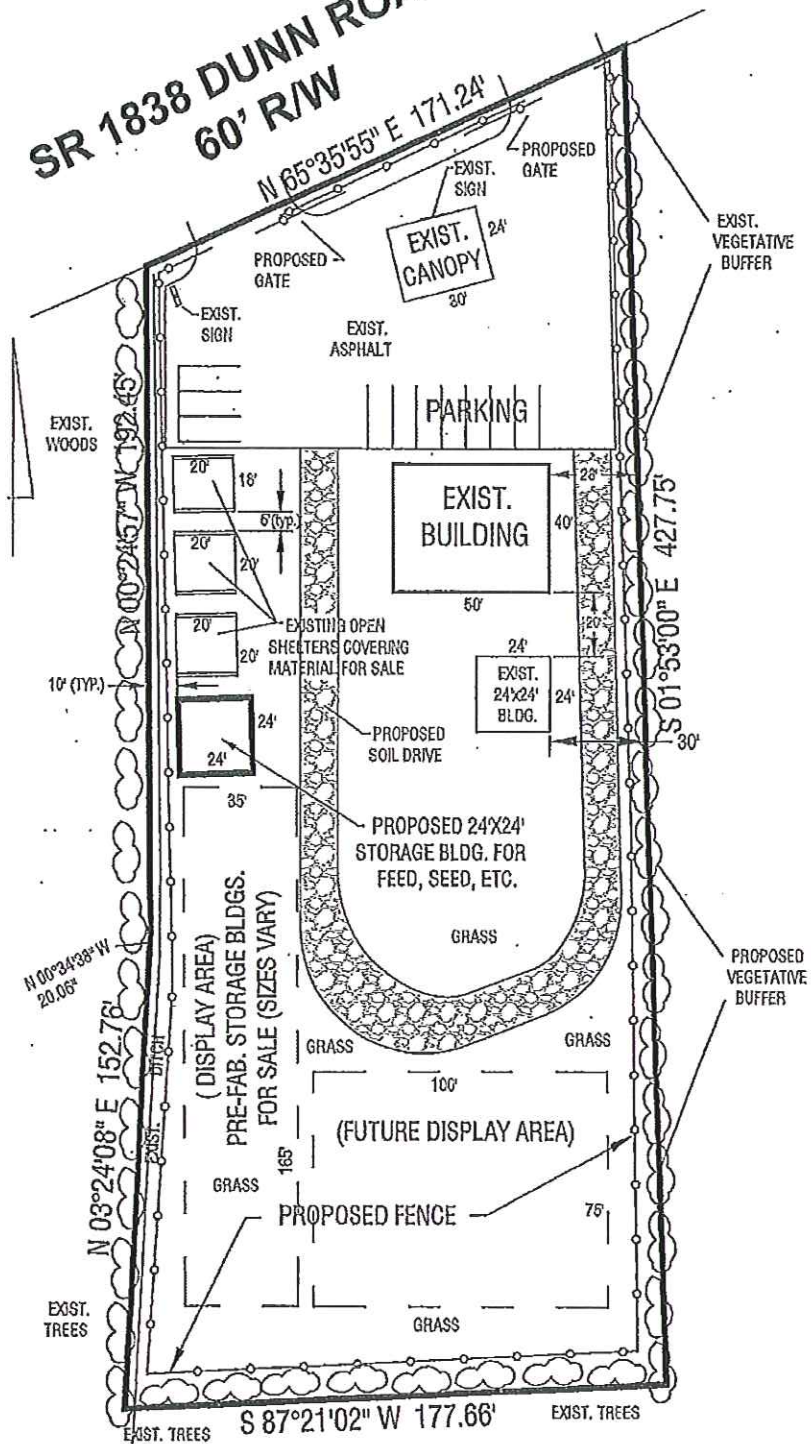 SR 1838 DUNN ROA
60' R/W
N 65°35'55" E 171.24'
PROPOSED
GATE
EXIST.
SIGN
EXIST.
CANOPY
24'
30'
PROPOSED
GATE
EXIST.
VEGETATIVE
BUFFER
EXIST.
SIGN
EXIST.
ASPHALT
EXIST.
WOODS
N 00°24'57" W 192.45'
PARKING
20'
18'
6'(typ.)
20'
20'
20'
20'
EXISTING OPEN
SHELTERS COVERING
MATERIAL FOR SALE
EXIST.
BUILDING
28'
40'
50'
20'
S 01°53'00" E 427.75'
24'
EXIST.
24'X24'
BLDG.
24'
30'
10' (TYP.)
24'
24'
PROPOSED
SOIL DRIVE
35'
PROPOSED 24'X24'
STORAGE BLDG. FOR
FEED, SEED, ETC.
GRASS
PROPOSED
VEGETATIVE
BUFFER
N 00°34'38" W
20.06'
(DISPLAY AREA)
PRE-FAB. STORAGE BLDGS.
FOR SALE (SIZES VARY)
GRASS
GRASS
N 03°24'08" E 152.76'
EXIST. DITCH
100'
(FUTURE DISPLAY AREA)
165'
GRASS
PROPOSED FENCE
75'
EXIST.
TREES
GRASS
S 87°21'02" W 177.66'
EXIST. TREES
EXIST. TREES